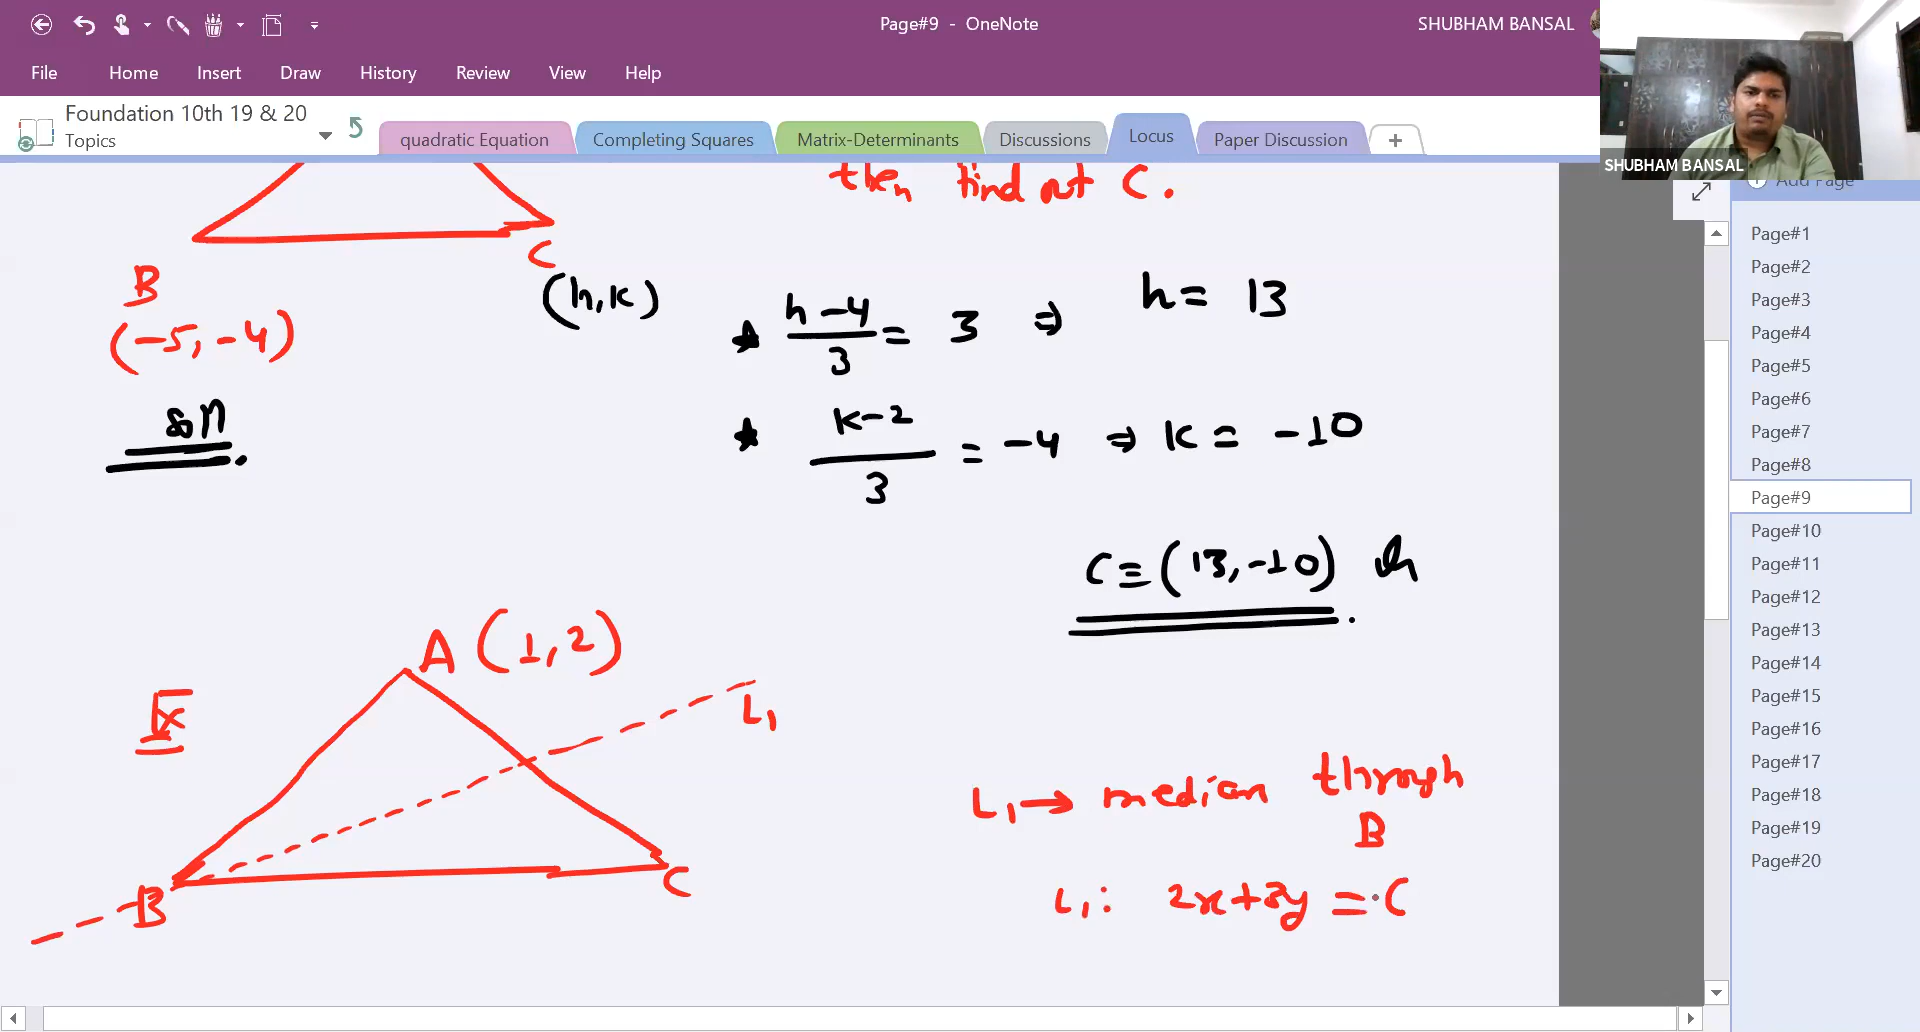 Page#9 - OneNote
SHUBHAM BANSAL
File Home Insert Draw History Review View Help
Foundation 10th 19 & 20
Topics
quadratic Equation
Completing Squares
Matrix-Determinants
Discussions
Locus
Paper Discussion
+
SHUBHAM BANSAL
Add Page
Page#1
Page#2
Page#3
Page#4
Page#5
Page#6
Page#7
Page#8
Page#9
Page#10
Page#11
Page#12
Page#13
Page#14
Page#15
Page#16
Page#17
Page#18
Page#19
Page#20
then find out C.
B
(-5, -4)
C
(h, k)
sol^n.
* (h-4)/3 = 3 ⇒ h = 13
* (k-2)/3 = -4 ⇒ k = -10
C ≡ (13, -10)
Ex
A (1, 2)
L₁
B
C
L₁ → median through
B
L₁: 2x+3y = C